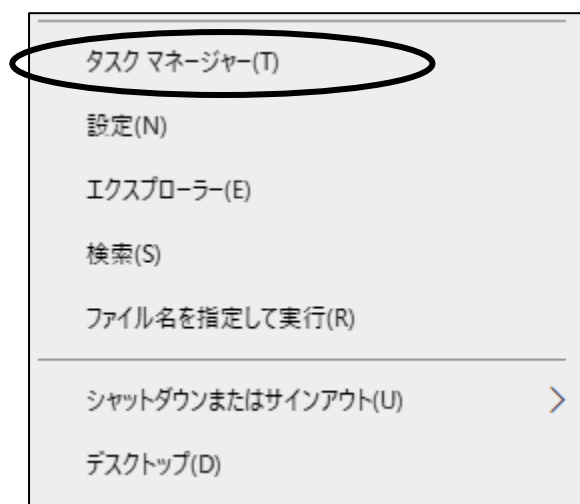 タスク マネージャー(T)
設定(N)
エクスプローラー(E)
検索(S)
ファイル名を指定して実行(R)
シャットダウンまたはサインアウト(U)
デスクトップ(D)